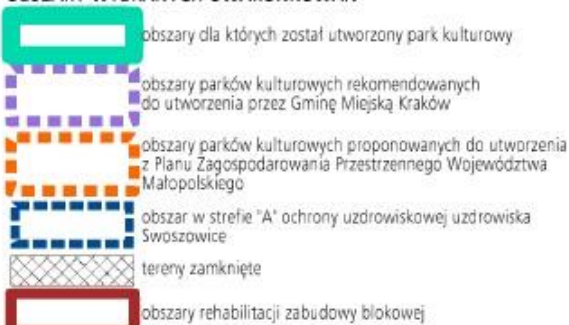 obszary dla których został utworzony park kulturowy
obszary parków kulturowych rekomendowanych
do utworzenia przez Gminę Miejską Kraków
obszary parków kulturowych proponowanych do utworzenia
z Planu Zagospodarowania Przestrzennego Województwa
Małopolskiego
obszar w strefie "A" ochrony uzdrowiskowej uzdrowiska
Swoszowice
tereny zamknięte
obszary rehabilitacji zabudowy blokowej